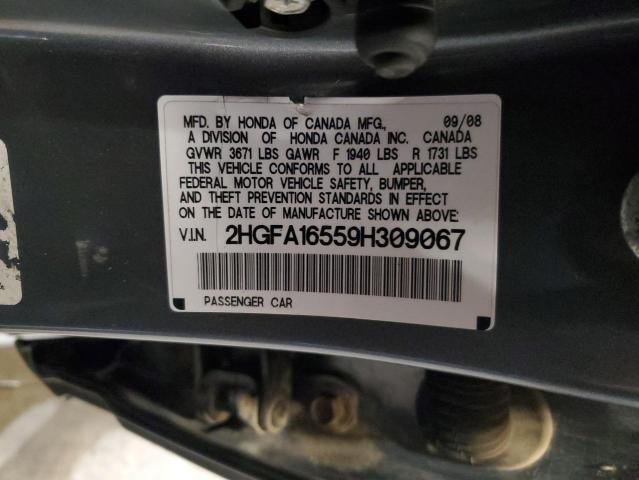 MFD. BY HONDA OF CANADA MFG., 09/08
A DIVISION OF HONDA CANADA INC. CANADA
GVWR 3671 LBS GAWR F 1940 LBS R 1731 LBS
THIS VEHICLE CONFORMS TO ALL APPLICABLE
FEDERAL MOTOR VEHICLE SAFETY, BUMPER,
AND THEFT PREVENTION STANDARDS IN EFFECT
ON THE DATE OF MANUFACTURE SHOWN ABOVE:
V.I.N. 2HGFA16559H309067
PASSENGER CAR